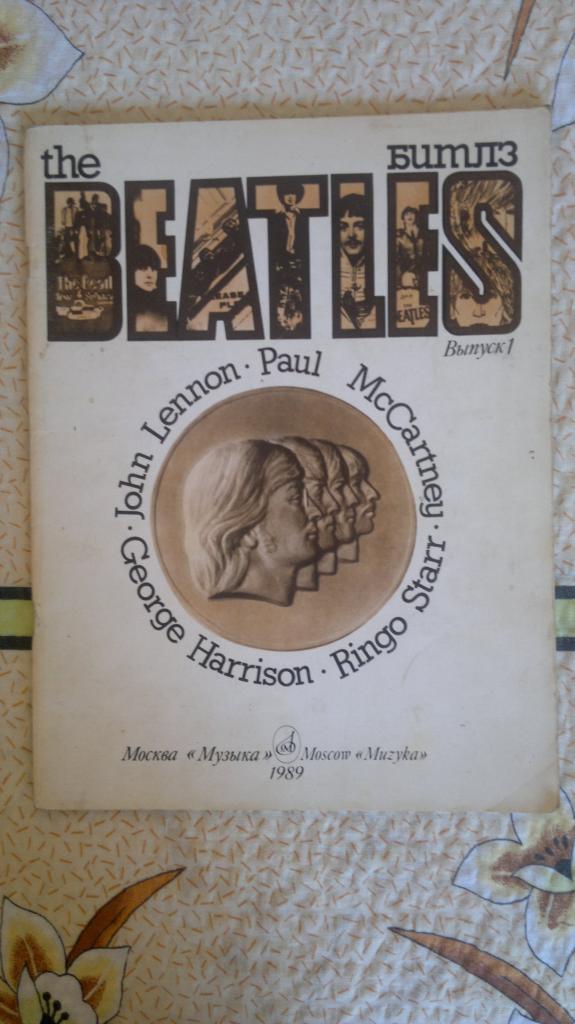 the
Битлз
BEATLES
Выпуск 1
John Lennon · Paul McCartney ·
George Harrison · Ringo Starr ·
Москва «Музыка» Moscow «Muzyka»
1989